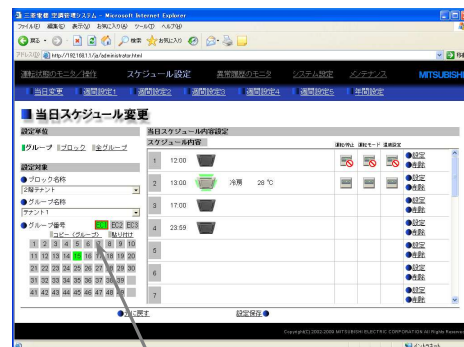 三菱電機 空調管理システム - Microsoft Internet Explorer
ファイル(F) 編集(E) 表示(V) お気に入り(A) ツール(T) ヘルプ(H)
戻る 検索 お気に入り
アドレス(D) http://192.168.1.1/ja/administrator.html 移動
運転状態のモニタ/操作 スケジュール設定 異常履歴のモニタ システム設定 メンテナンス MITSUBISHI
当日変更 週間設定1 週間設定2 週間設定3 週間設定4 週間設定5 年間設定
当日スケジュール変更
設定単位
グループ ブロック 全グループ
設定対象
ブロック名称
2階テナント
グループ名称
テナント1
グループ番号 EC1 EC2 EC3
コピー(グループ) 貼り付け
1 2 3 4 5 6 7 8 9 10
11 12 13 14 15 16 17 18 19 20
21 22 23 24 25 26 27 28 29 30
31 32 33 34 35 36 37 38 39
41 42 43 44 45 46 47 48
当日スケジュール内容設定
スケジュール内容 運転/停止 運転モード 温度設定
1 12:00 設定
削除
2 13:00 冷房 28 ℃ 設定
削除
3 17:00 設定
削除
4 23:59 設定
削除
5 設定
削除
6 設定
削除
7 設定
削除
元に戻す 設定保存
Copyright(C) 2002-2008 MITSUBISHI ELECTRIC CORPORATION All Rights Reserved
インターネット